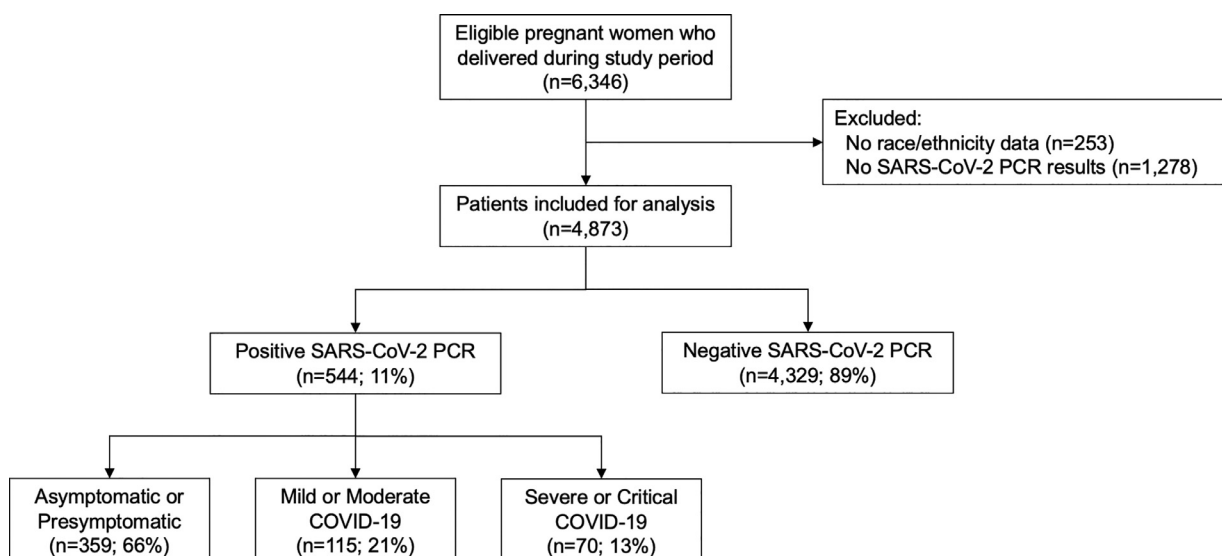 Eligible pregnant women who
delivered during study period
(n=6,346)
Excluded:
No race/ethnicity data (n=253)
No SARS-CoV-2 PCR results (n=1,278)
Patients included for analysis
(n=4,873)
Positive SARS-CoV-2 PCR
(n=544; 11%)
Negative SARS-CoV-2 PCR
(n=4,329; 89%)
Asymptomatic or
Presymptomatic
(n=359; 66%)
Mild or Moderate
COVID-19
(n=115; 21%)
Severe or Critical
COVID-19
(n=70; 13%)